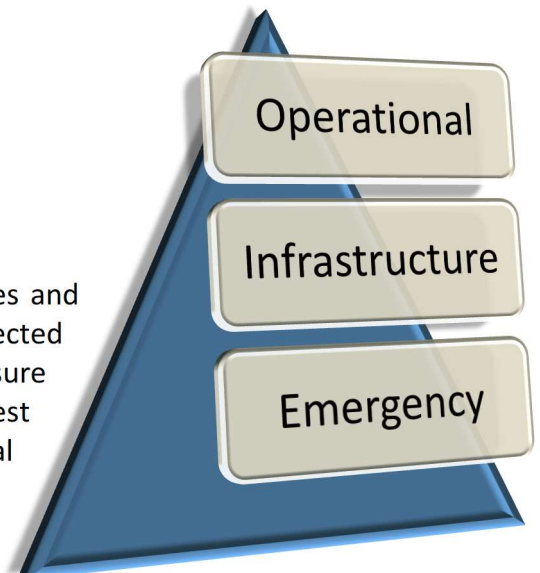 Operational
Infrastructure
Emergency
es and
ected
sure
est
al